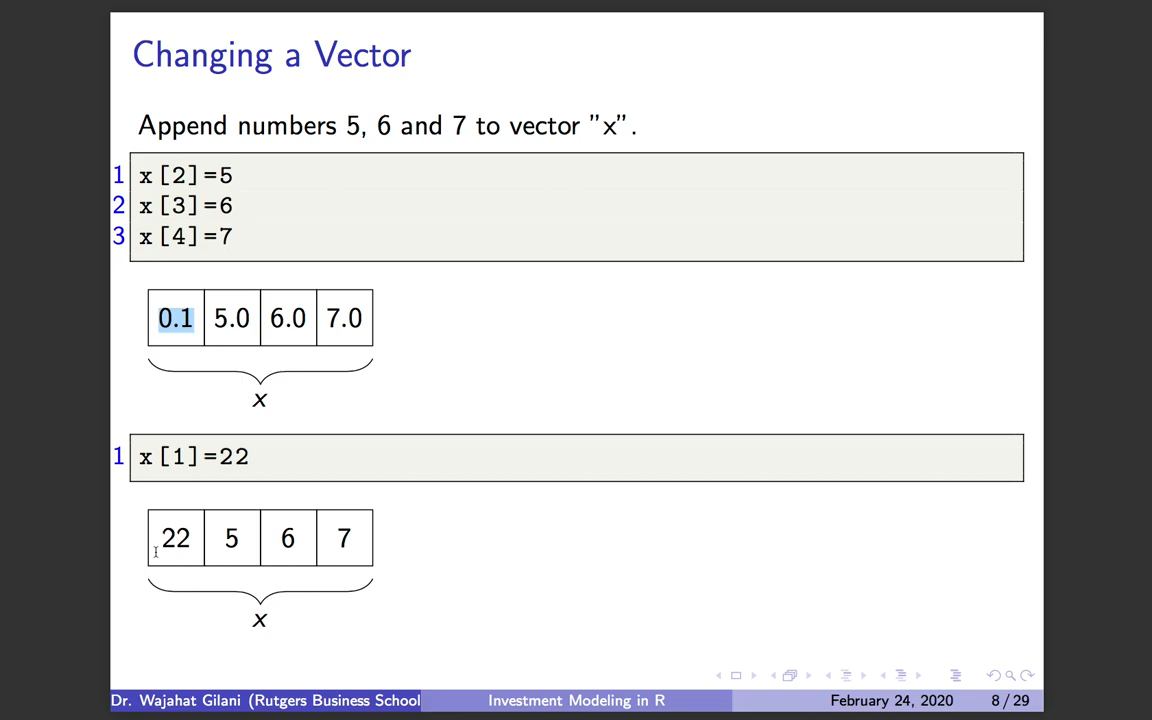 Changing a Vector
Append numbers 5, 6 and 7 to vector ”x”.
1 x[2]=5
2 x[3]=6
3 x[4]=7
0.1 5.0 6.0 7.0
x
1 x[1]=22
22 5 6 7
x
Dr. Wajahat Gilani (Rutgers Business School Investment Modeling in R February 24, 2020 8 / 29